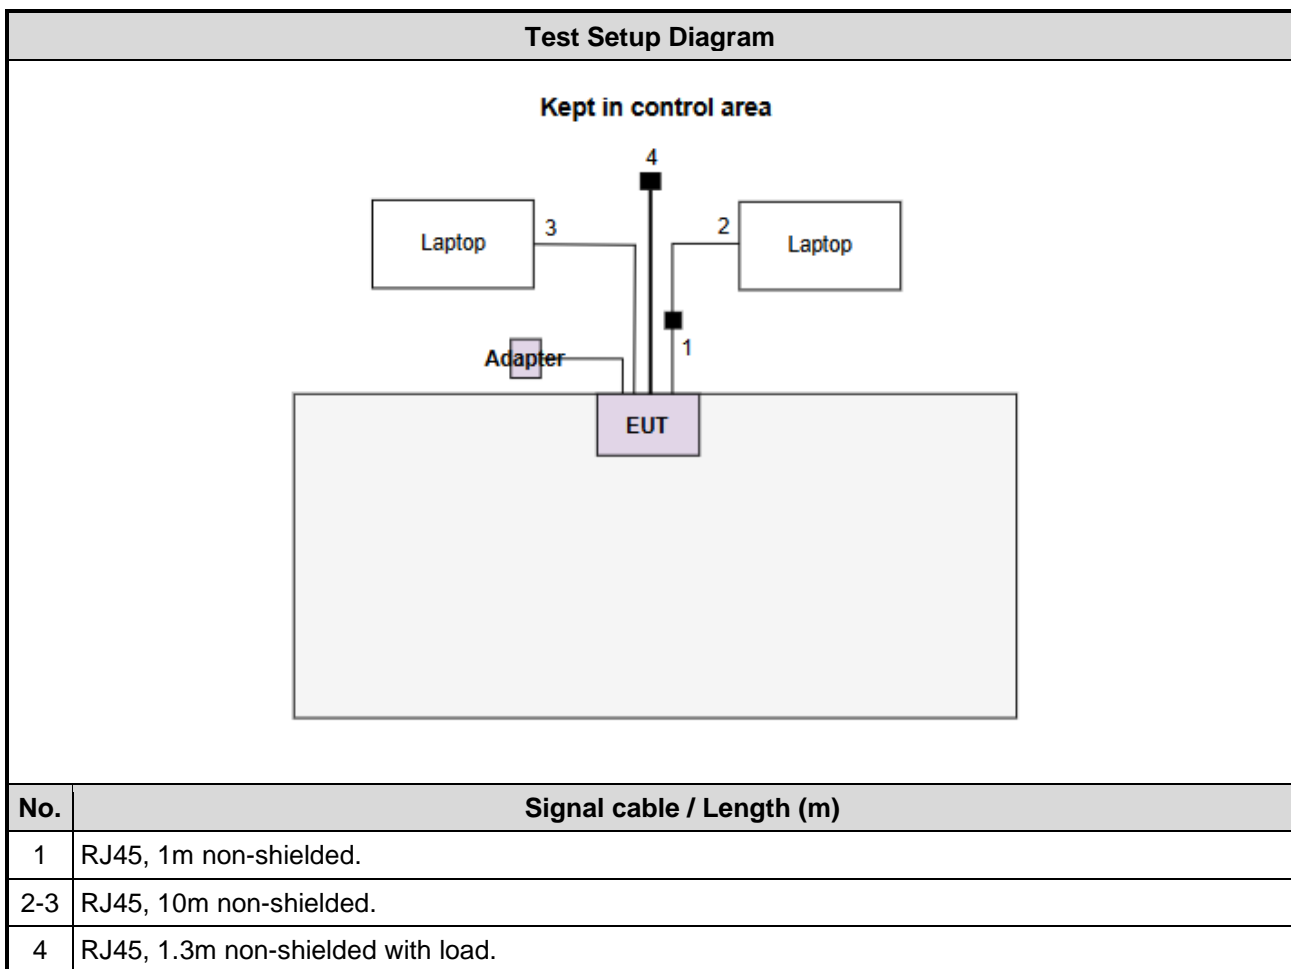 Test Setup Diagram
Kept in control area
4
Laptop
3
2
Laptop
1
Adapter
EUT
No.
Signal cable / Length (m)
1
RJ45, 1m non-shielded.
2-3
RJ45, 10m non-shielded.
4
RJ45, 1.3m non-shielded with load.